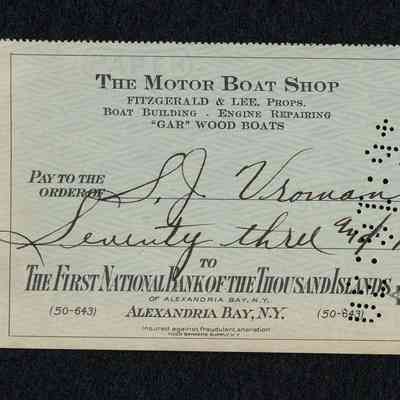 THE MOTOR BOAT SHOP
FITZGERALD & LEE, PROPS.
BOAT BUILDING . ENGINE REPAIRING
"GAR" WOOD BOATS
PAY TO THE
ORDER OF S. J. Vroman
Seventy three and
TO
THE FIRST NATIONAL BANK OF THE THOUSAND ISLANDS
OF ALEXANDRIA BAY, N.Y.
(50-643) ALEXANDRIA BAY, N.Y. (50-643)
Insured against fraudulent alteration